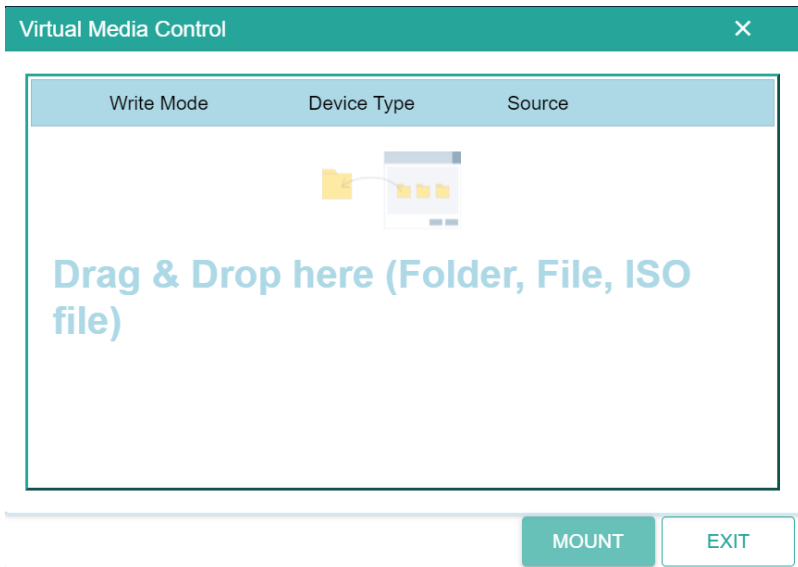 Virtual Media Control
Write Mode Device Type Source
Drag & Drop here (Folder, File, ISO
file)
MOUNT EXIT